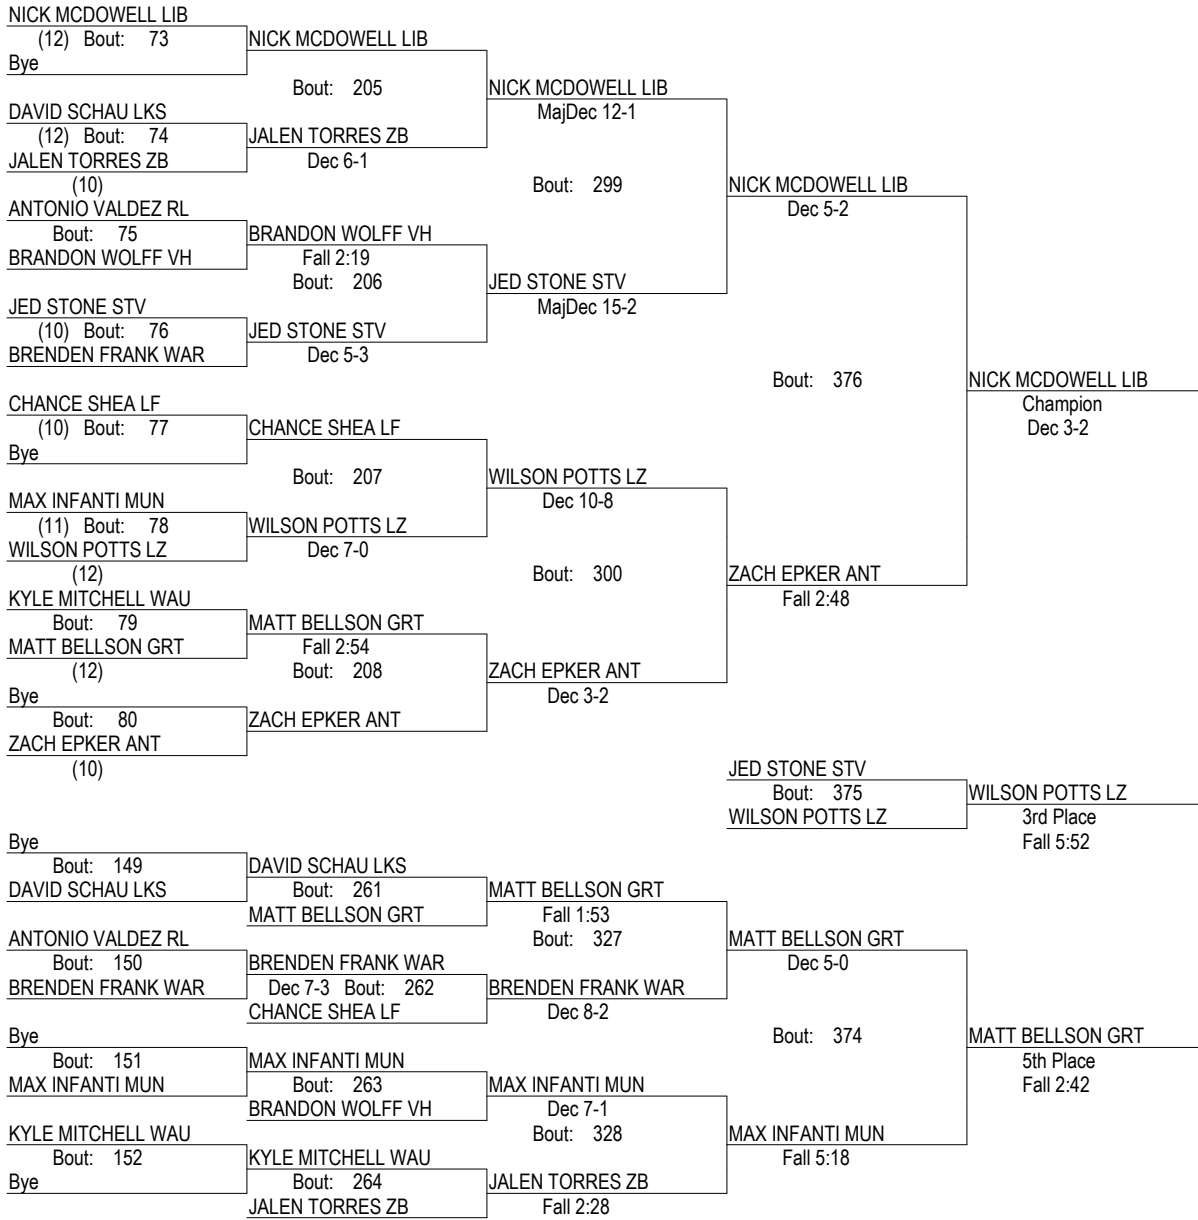 NICK MCDOWELL LIB
(12) Bout: 73
NICK MCDOWELL LIB
Bye
Bout: 205
NICK MCDOWELL LIB
DAVID SCHAU LKS
MajDec 12-1
(12) Bout: 74
JALEN TORRES ZB
JALEN TORRES ZB
Dec 6-1
(10)
Bout: 299
NICK MCDOWELL LIB
ANTONIO VALDEZ RL
Dec 5-2
Bout: 75
BRANDON WOLFF VH
BRANDON WOLFF VH
Fall 2:19
Bout: 206
JED STONE STV
JED STONE STV
MajDec 15-2
(10) Bout: 76
JED STONE STV
BRENDEN FRANK WAR
Dec 5-3
Bout: 376
NICK MCDOWELL LIB
CHANCE SHEA LF
Champion
(10) Bout: 77
CHANCE SHEA LF
Dec 3-2
Bye
Bout: 207
WILSON POTTS LZ
MAX INFANTI MUN
Dec 10-8
(11) Bout: 78
WILSON POTTS LZ
WILSON POTTS LZ
Dec 7-0
(12)
Bout: 300
ZACH EPKER ANT
KYLE MITCHELL WAU
Fall 2:48
Bout: 79
MATT BELLSON GRT
MATT BELLSON GRT
Fall 2:54
(12)
Bout: 208
ZACH EPKER ANT
Bye
Dec 3-2
Bout: 80
ZACH EPKER ANT
ZACH EPKER ANT
(10)
JED STONE STV
Bout: 375
WILSON POTTS LZ
WILSON POTTS LZ
3rd Place
Fall 5:52
Bye
Bout: 149
DAVID SCHAU LKS
DAVID SCHAU LKS
Bout: 261
MATT BELLSON GRT
MATT BELLSON GRT
Fall 1:53
ANTONIO VALDEZ RL
Bout: 327
MATT BELLSON GRT
Bout: 150
BRENDEN FRANK WAR
Dec 5-0
BRENDEN FRANK WAR
Dec 7-3 Bout: 262
BRENDEN FRANK WAR
CHANCE SHEA LF
Dec 8-2
Bye
Bout: 374
MATT BELLSON GRT
Bout: 151
MAX INFANTI MUN
5th Place
MAX INFANTI MUN
Bout: 263
MAX INFANTI MUN
Fall 2:42
BRANDON WOLFF VH
Dec 7-1
KYLE MITCHELL WAU
Bout: 328
MAX INFANTI MUN
Bout: 152
KYLE MITCHELL WAU
Fall 5:18
Bye
Bout: 264
JALEN TORRES ZB
JALEN TORRES ZB
Fall 2:28